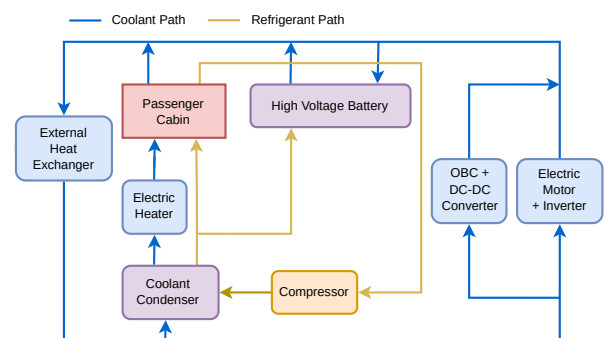 Coolant Path
Refrigerant Path
Passenger
Cabin
High Voltage Battery
External
Heat
Exchanger
OBC +
DC-DC
Converter
Electric
Motor
+ Inverter
Electric
Heater
Coolant
Condenser
Compressor